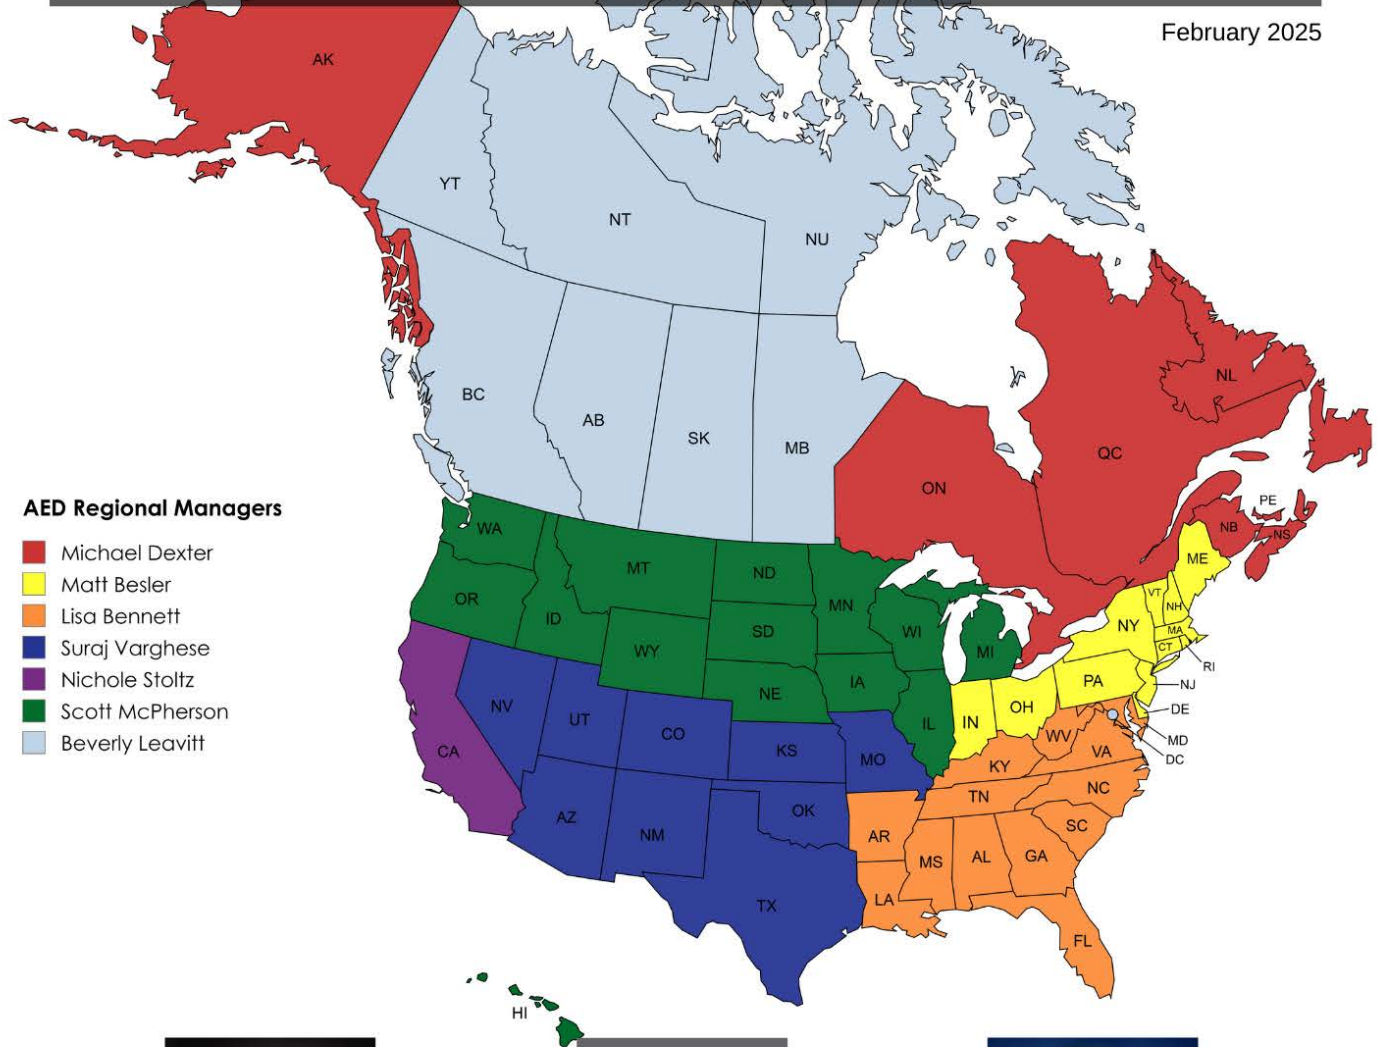 February 2025
AK
YT
NT
NU
BC
AB
SK
MB
ON
QC
NL
PE
NB
NS
AED Regional Managers
Michael Dexter
Matt Besler
Lisa Bennett
Suraj Varghese
Nichole Stoltz
Scott McPherson
Beverly Leavitt
WA
OR
ID
MT
WY
ND
SD
NE
MN
IA
WI
IL
MI
ME
VT
NH
NY
MA
CT
RI
PA
NJ
DE
MD
DC
IN
OH
WV
VA
KY
TN
NC
SC
CA
NV
UT
CO
KS
MO
AZ
NM
OK
TX
AR
LA
MS
AL
GA
FL
HI